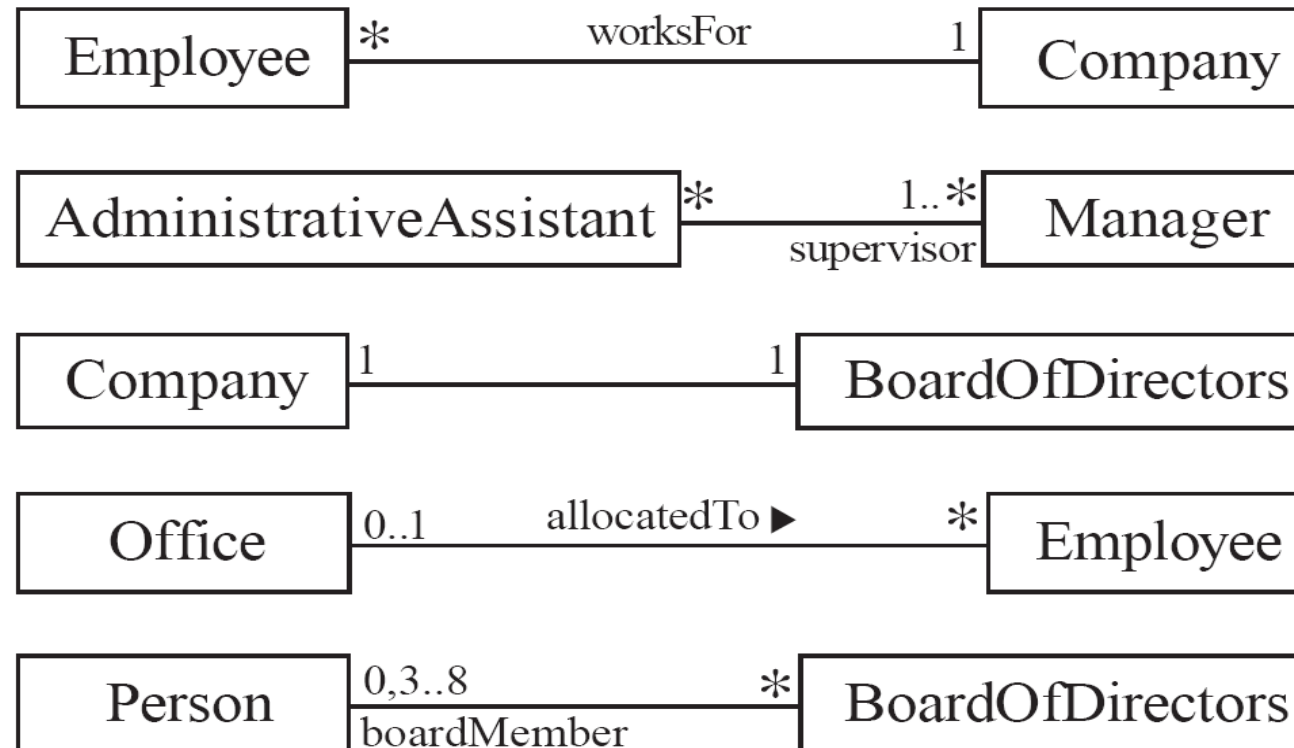 Employee * worksFor 1 Company
AdministrativeAssistant * 1..* Manager
supervisor
Company 1 1 BoardOfDirectors
Office 0..1 allocatedTo ▶ * Employee
Person 0,3..8 * BoardOfDirectors
boardMember